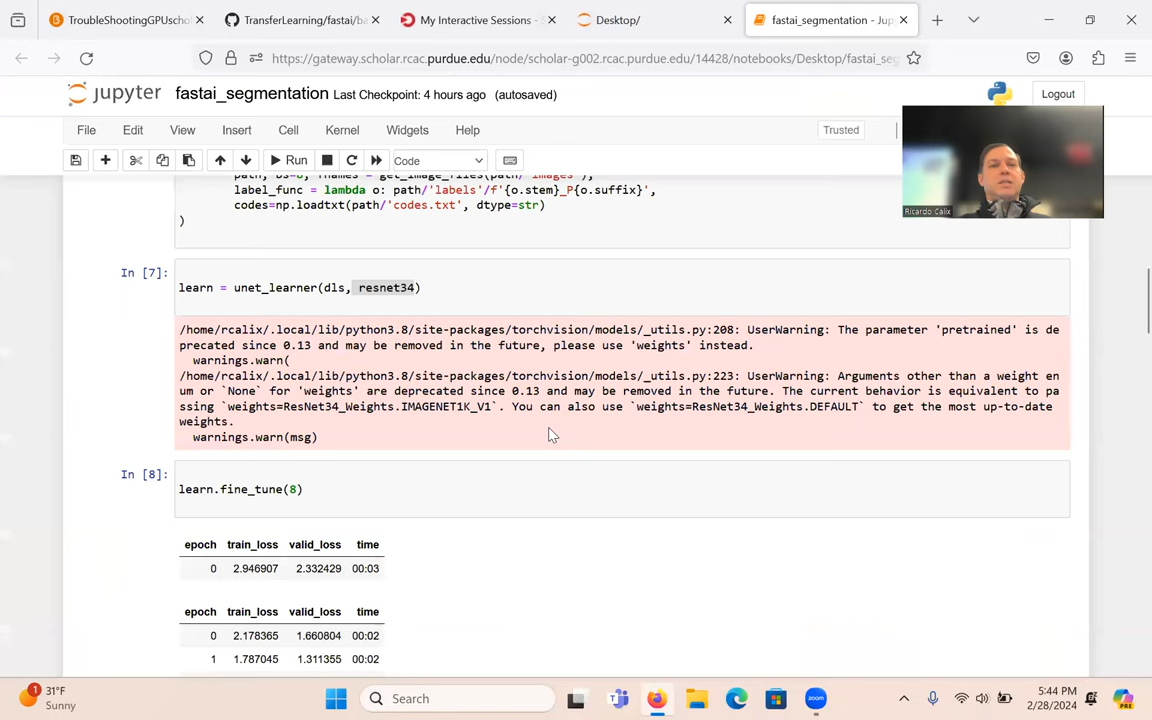 TroubleShootingGPUschol
TransferLearning/fastai/ba
My Interactive Sessions -
Desktop/
fastai_segmentation - Jup
https://gateway.scholar.rcac.purdue.edu/node/scholar-g002.rcac.purdue.edu/14428/notebooks/Desktop/fastai_seg
jupyter fastai_segmentation Last Checkpoint: 4 hours ago (autosaved)
Logout
File Edit View Insert Cell Kernel Widgets Help
Trusted
Run
Code
label_func = lambda o: path/'labels'/f'{o.stem}_P{o.suffix}',
codes=np.loadtxt(path/'codes.txt', dtype=str)
)
Ricardo Calix
In [7]:
learn = unet_learner(dls, resnet34)
/home/rcalix/.local/lib/python3.8/site-packages/torchvision/models/_utils.py:208: UserWarning: The parameter 'pretrained' is de
precated since 0.13 and may be removed in the future, please use 'weights' instead.
warnings.warn(
/home/rcalix/.local/lib/python3.8/site-packages/torchvision/models/_utils.py:223: UserWarning: Arguments other than a weight en
um or `None` for 'weights' are deprecated since 0.13 and may be removed in the future. The current behavior is equivalent to pa
ssing `weights=ResNet34_Weights.IMAGENET1K_V1`. You can also use `weights=ResNet34_Weights.DEFAULT` to get the most up-to-date
weights.
warnings.warn(msg)
In [8]:
learn.fine_tune(8)
epoch train_loss valid_loss time
0 2.946907 2.332429 00:03
epoch train_loss valid_loss time
0 2.178365 1.660804 00:02
1 1.787045 1.311355 00:02
1
31°F
Sunny
Search
zoom
5:44 PM
2/28/2024
PRE